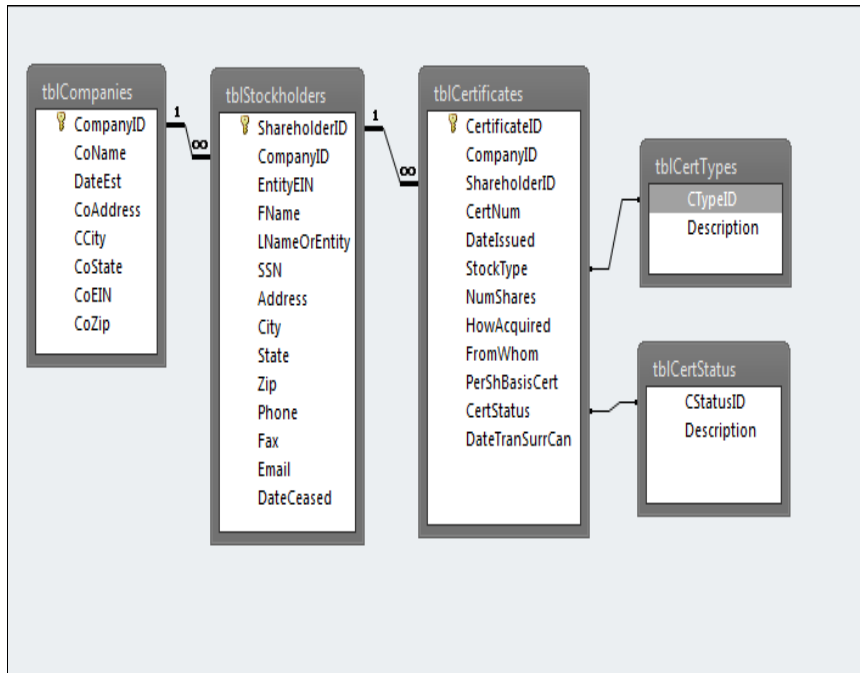 tblCompanies
CompanyID
CoName
DateEst
CoAddress
CCity
CoState
CoEIN
CoZip
1
∞
tblStockholders
ShareholderID
CompanyID
EntityEIN
FName
LNameOrEntity
SSN
Address
City
State
Zip
Phone
Fax
Email
DateCeased
1
∞
tblCertificates
CertificateID
CompanyID
ShareholderID
CertNum
DateIssued
StockType
NumShares
HowAcquired
FromWhom
PerShBasisCert
CertStatus
DateTranSurrCan
tblCertTypes
CTypeID
Description
tblCertStatus
CStatusID
Description